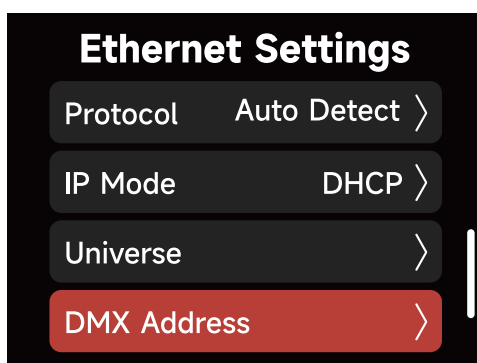 Ethernet Settings
Protocol Auto Detect
IP Mode DHCP
Universe
DMX Address